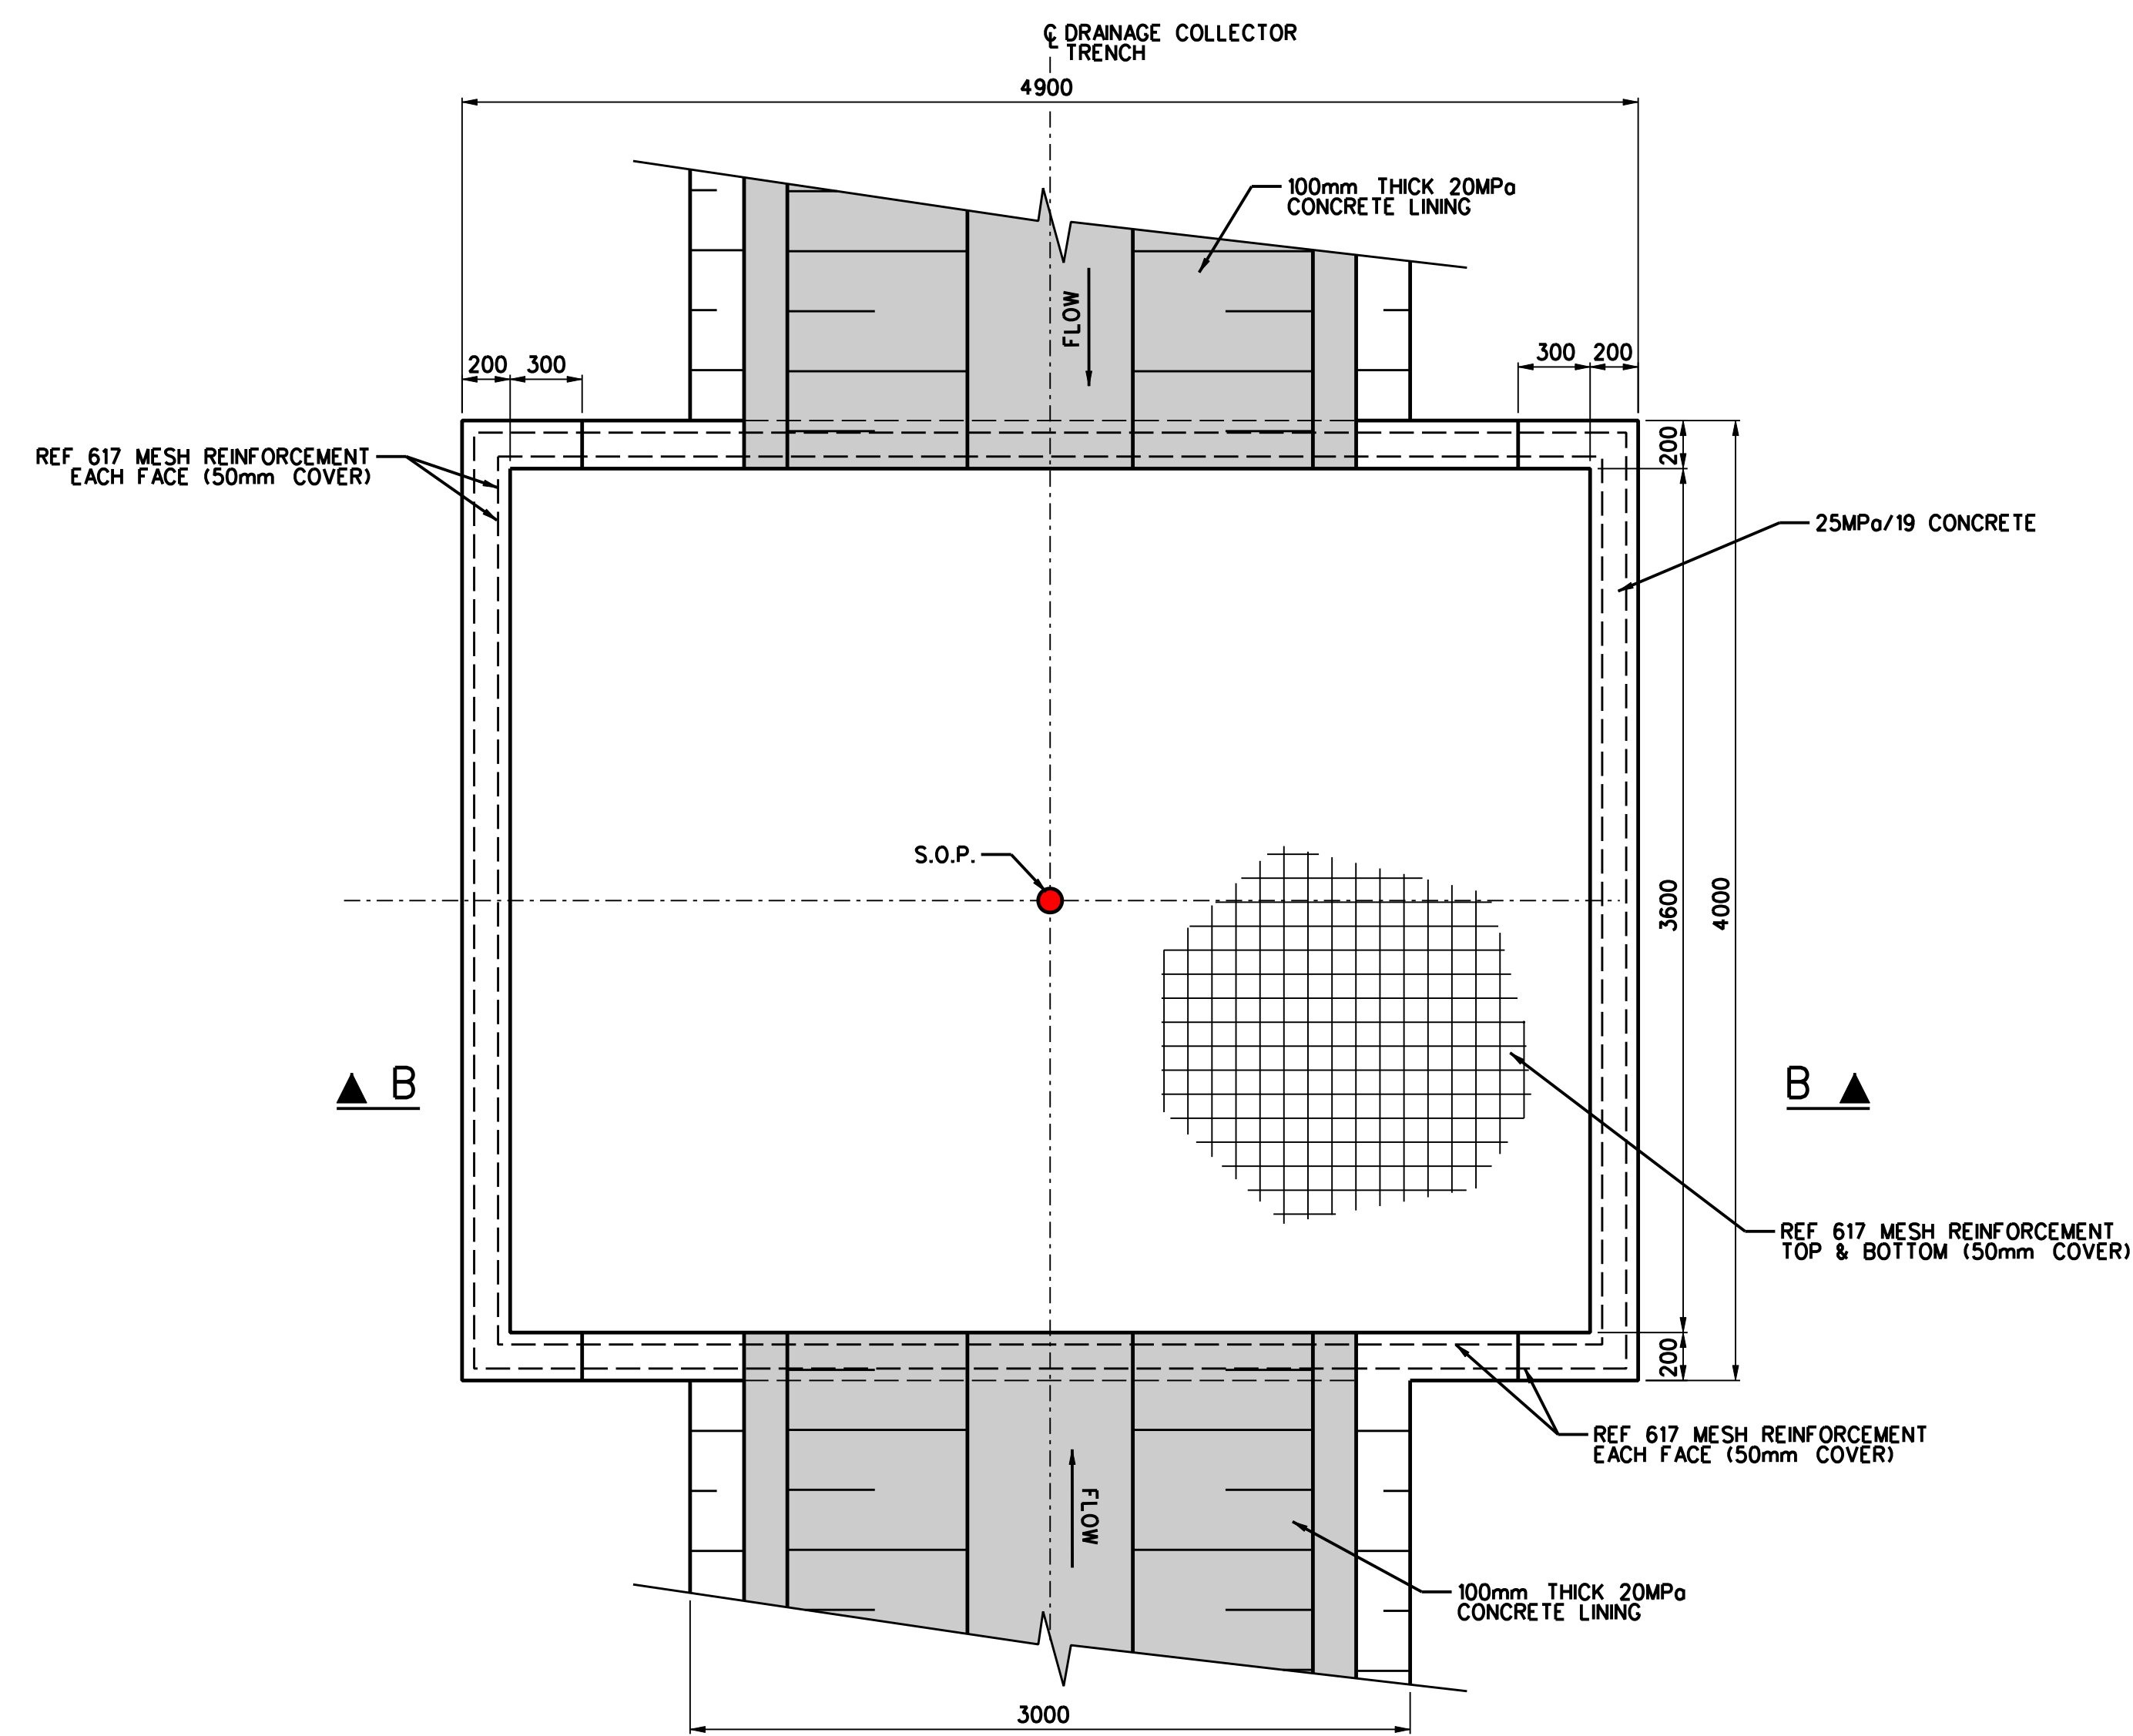 ℄ DRAINAGE COLLECTOR
TRENCH
4900
100mm THICK 20MPa
CONCRETE LINING
FLOW
200 300
300 200
200
REF 617 MESH REINFORCEMENT
EACH FACE (50mm COVER)
25MPa/19 CONCRETE
S.O.P.
3600
4000
B
B
REF 617 MESH REINFORCEMENT
TOP & BOTTOM (50mm COVER)
200
REF 617 MESH REINFORCEMENT
EACH FACE (50mm COVER)
FLOW
100mm THICK 20MPa
CONCRETE LINING
3000